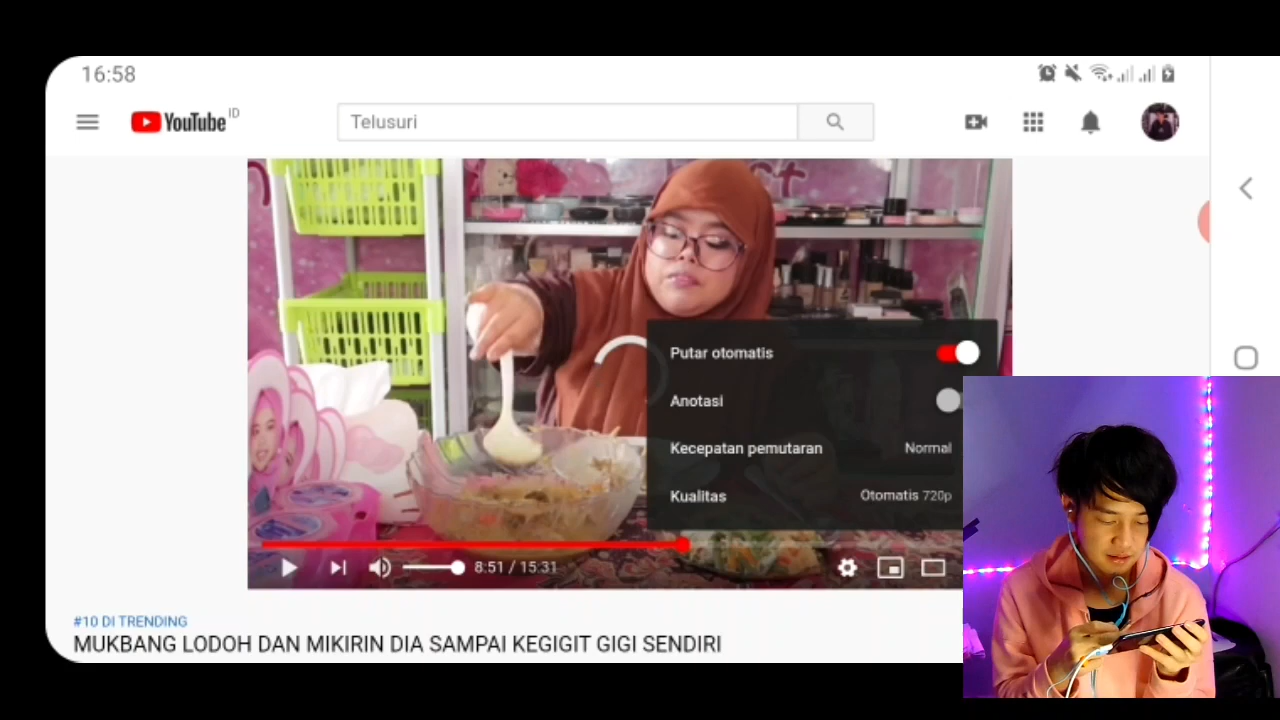 16:58
YouTube ID
Telusuri
Putar otomatis
Anotasi
Kecepatan pemutaran Normal
Kualitas Otomatis 720p
8:51 / 15:31
#10 DI TRENDING
MUKBANG LODOH DAN MIKIRIN DIA SAMPAI KEGIGIT GIGI SENDIRI